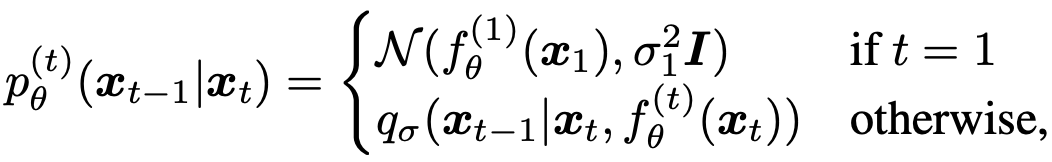 p_θ^{(t)}(x_{t−1}|x_t) = { N(f_θ^{(1)}(x_1), σ_1^2 I) if t = 1
q_σ(x_{t−1}|x_t, f_θ^{(t)}(x_t)) otherwise,